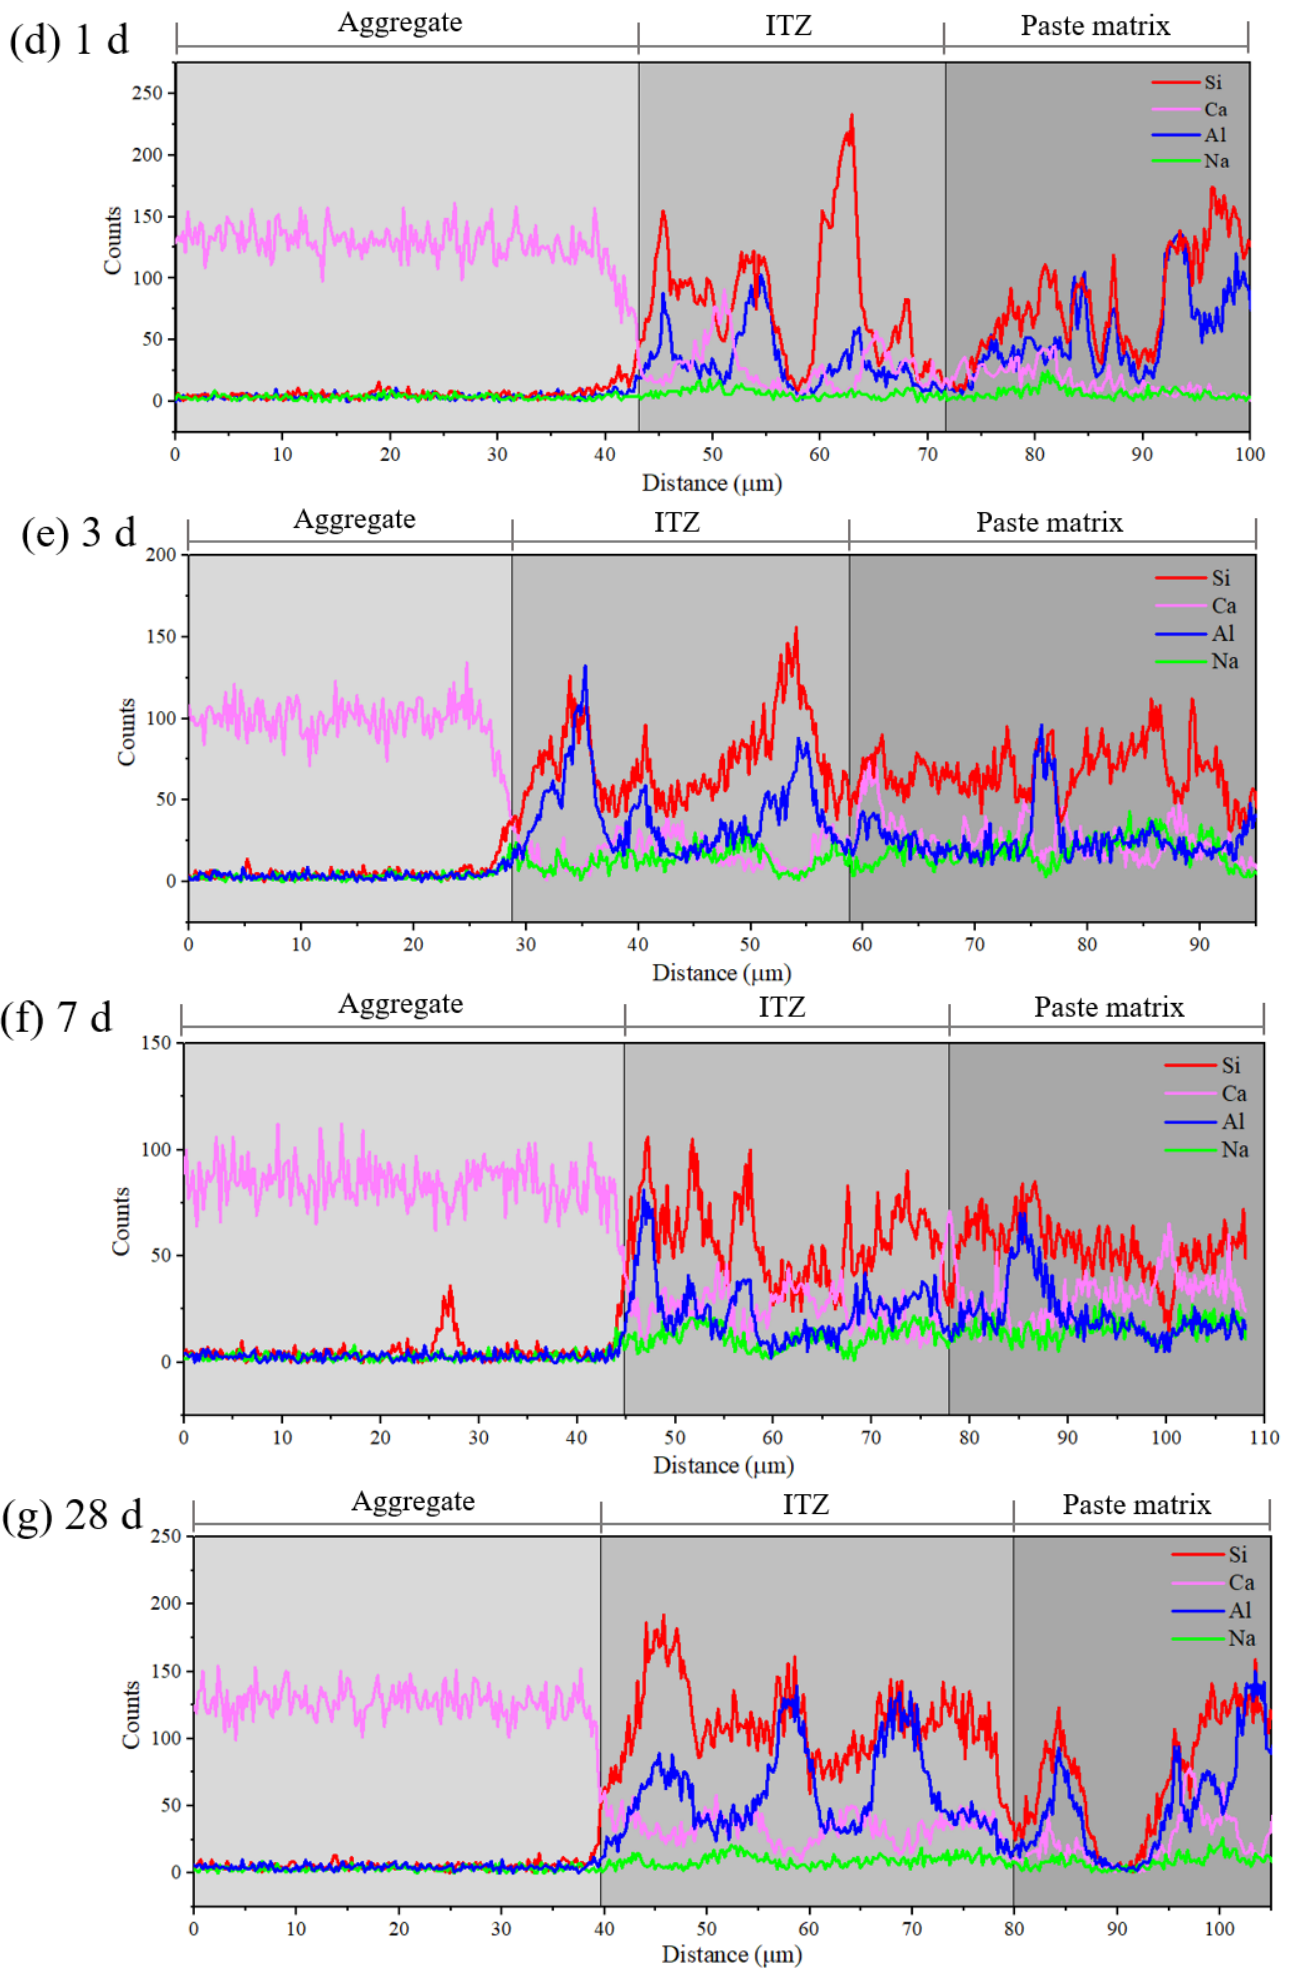 (d) 1 d
Aggregate ITZ Paste matrix
Si
Ca
Al
Na
250
200
150
100
50
0
Counts
0 10 20 30 40 50 60 70 80 90 100
Distance (μm)
(e) 3 d
Aggregate ITZ Paste matrix
Si
Ca
Al
Na
200
150
100
50
0
Counts
0 10 20 30 40 50 60 70 80 90
Distance (μm)
(f) 7 d
Aggregate ITZ Paste matrix
Si
Ca
Al
Na
150
100
50
0
Counts
0 10 20 30 40 50 60 70 80 90 100 110
Distance (μm)
(g) 28 d
Aggregate ITZ Paste matrix
Si
Ca
Al
Na
250
200
150
100
50
0
Counts
0 10 20 30 40 50 60 70 80 90 100
Distance (μm)